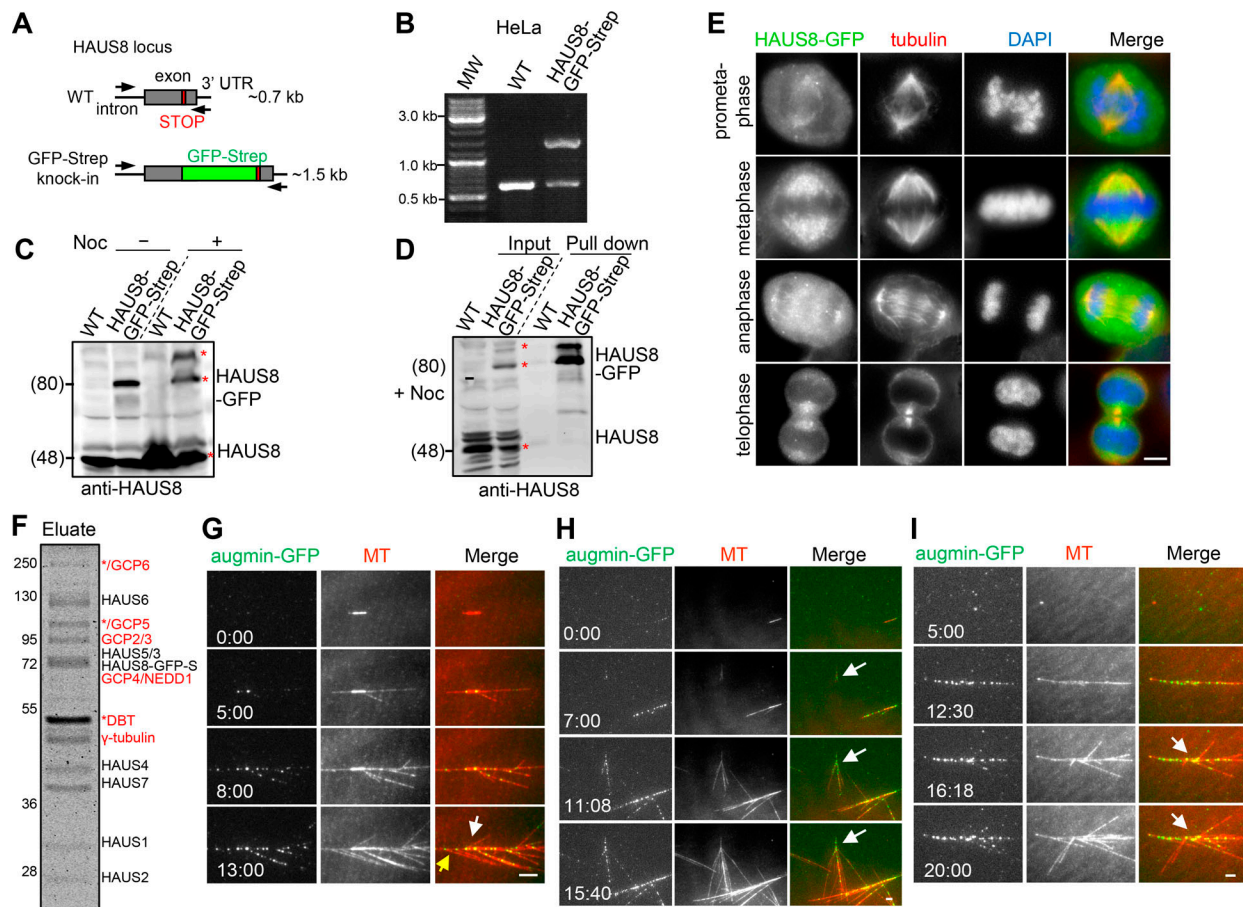 A
HAUS8 locus
exon
3' UTR
WT
~0.7 kb
intron
STOP
GFP-Strep
knock-in
GFP-Strep
~1.5 kb
B
HeLa
MW
WT
HAUS8-
GFP-Strep
3.0 kb
1.0 kb
0.5 kb
C
Noc
−
+
WT
HAUS8-
GFP-Strep
WT
HAUS8-
GFP-Strep
(80)
*
*
HAUS8
-GFP
(48)
*
HAUS8
anti-HAUS8
D
Input
Pull down
WT
HAUS8-
GFP-Strep
WT
HAUS8-
GFP-Strep
(80)
+ Noc
*
*
HAUS8
-GFP
(48)
*
HAUS8
anti-HAUS8
E
HAUS8-GFP
tubulin
DAPI
Merge
prometa-
phase
metaphase
anaphase
telophase
F
Eluate
250
130
95
72
55
36
28
*/GCP6
HAUS6
*/GCP5
GCP2/3
HAUS5/3
HAUS8-GFP-S
GCP4/NEDD1
*DBT
γ-tubulin
HAUS4
HAUS7
HAUS1
HAUS2
G
augmin-GFP
MT
Merge
0:00
5:00
8:00
13:00
H
augmin-GFP
MT
Merge
0:00
7:00
11:08
15:40
I
augmin-GFP
MT
Merge
5:00
12:30
16:18
20:00